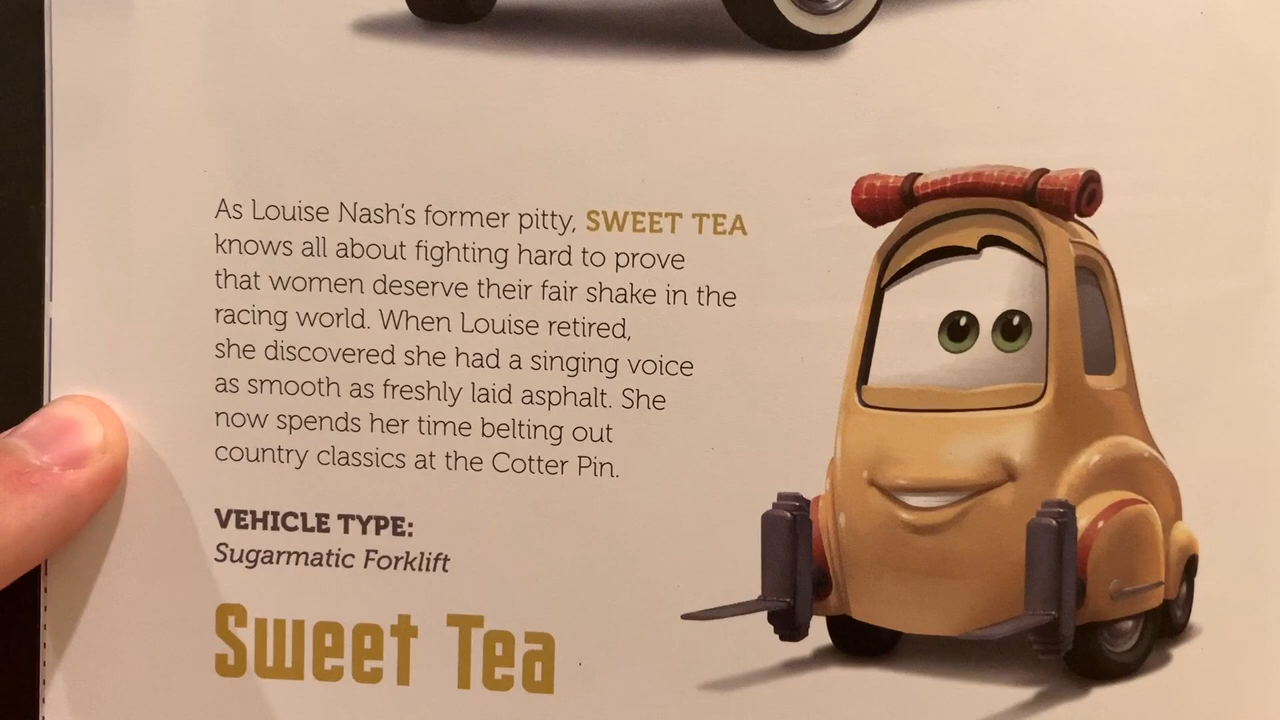 As Louise Nash's former pitty, SWEET TEA
knows all about fighting hard to prove
that women deserve their fair shake in the
racing world. When Louise retired,
she discovered she had a singing voice
as smooth as freshly laid asphalt. She
now spends her time belting out
country classics at the Cotter Pin.
VEHICLE TYPE:
Sugarmatic Forklift
Sweet Tea